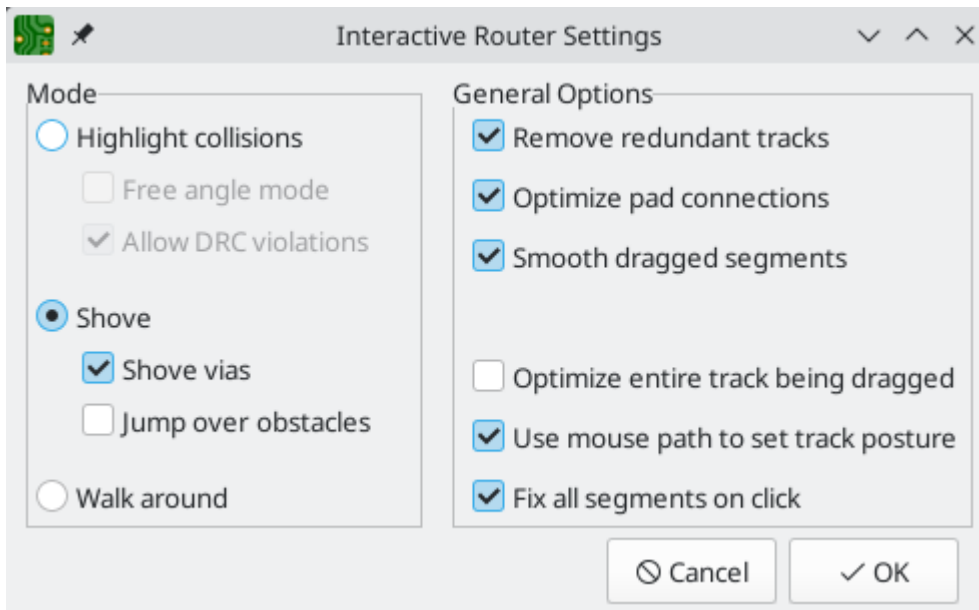 Interactive Router Settings
Mode
Highlight collisions
Free angle mode
Allow DRC violations
Shove
Shove vias
Jump over obstacles
Walk around
General Options
Remove redundant tracks
Optimize pad connections
Smooth dragged segments
Optimize entire track being dragged
Use mouse path to set track posture
Fix all segments on click
Cancel
OK